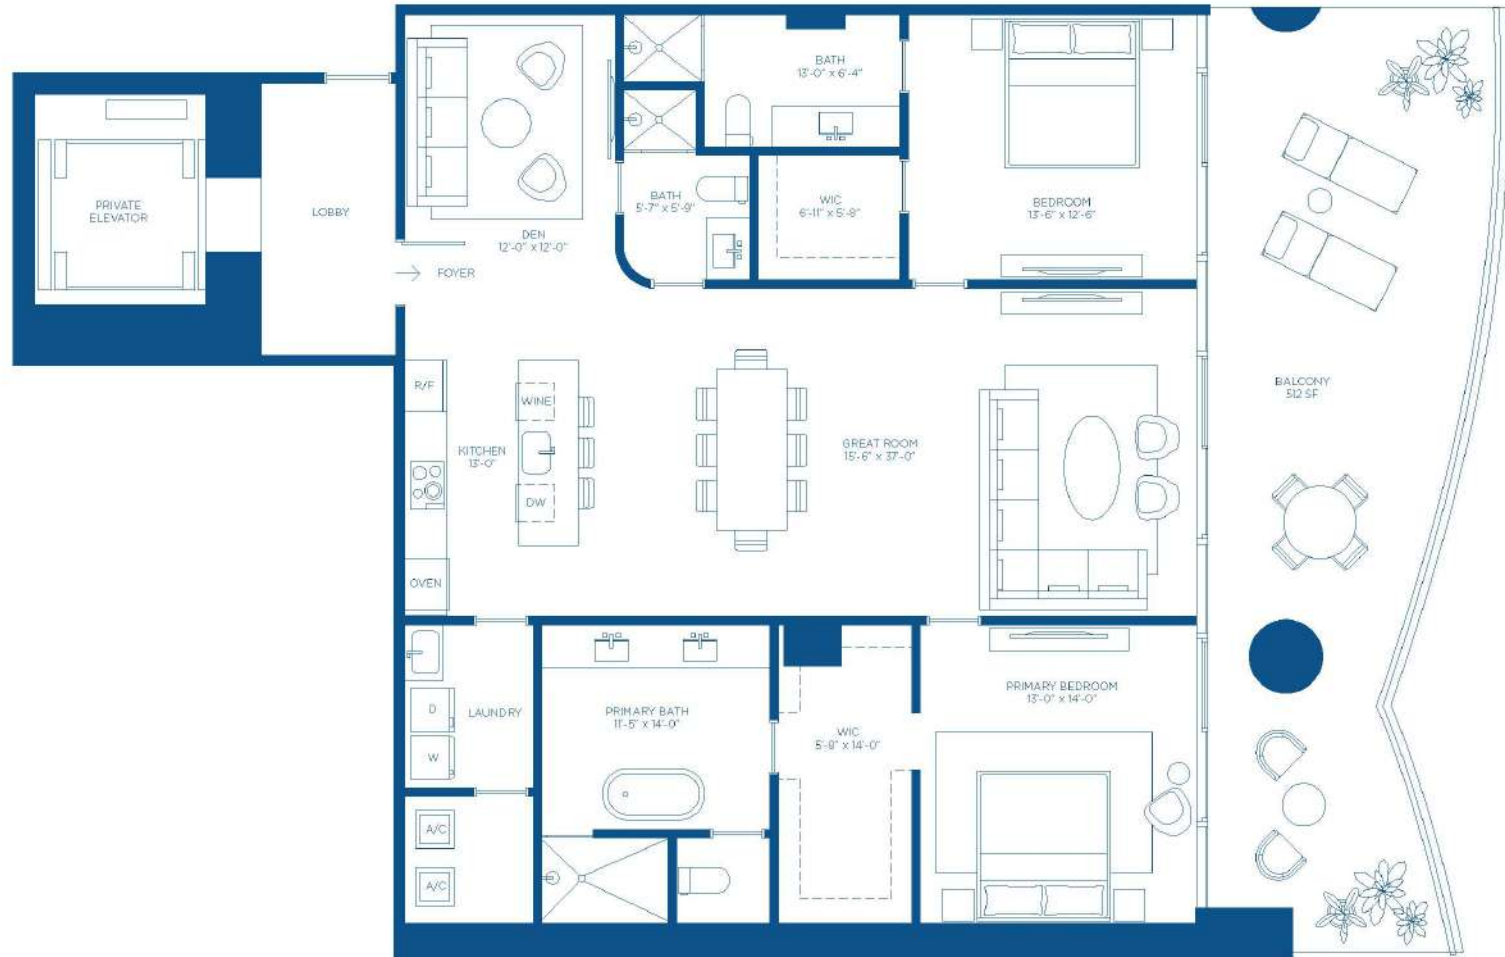 BATH
13'-0" x 6'-4"
PRIVATE
ELEVATOR
LOBBY
DEN
12'-0" x 12'-0"
BATH
5'-7" x 5'-9"
WIC
6'-11" x 5'-8"
BEDROOM
13'-6" x 12'-6"
FOYER
R/F
WINE
KITCHEN
13'-0"
DW
OVEN
GREAT ROOM
15'-6" x 37'-0"
BALCONY
512 SF
D
LAUNDRY
W
A/C
A/C
PRIMARY BATH
11'-5" x 14'-0"
WIC
5'-8" x 14'-0"
PRIMARY BEDROOM
13'-0" x 14'-0"